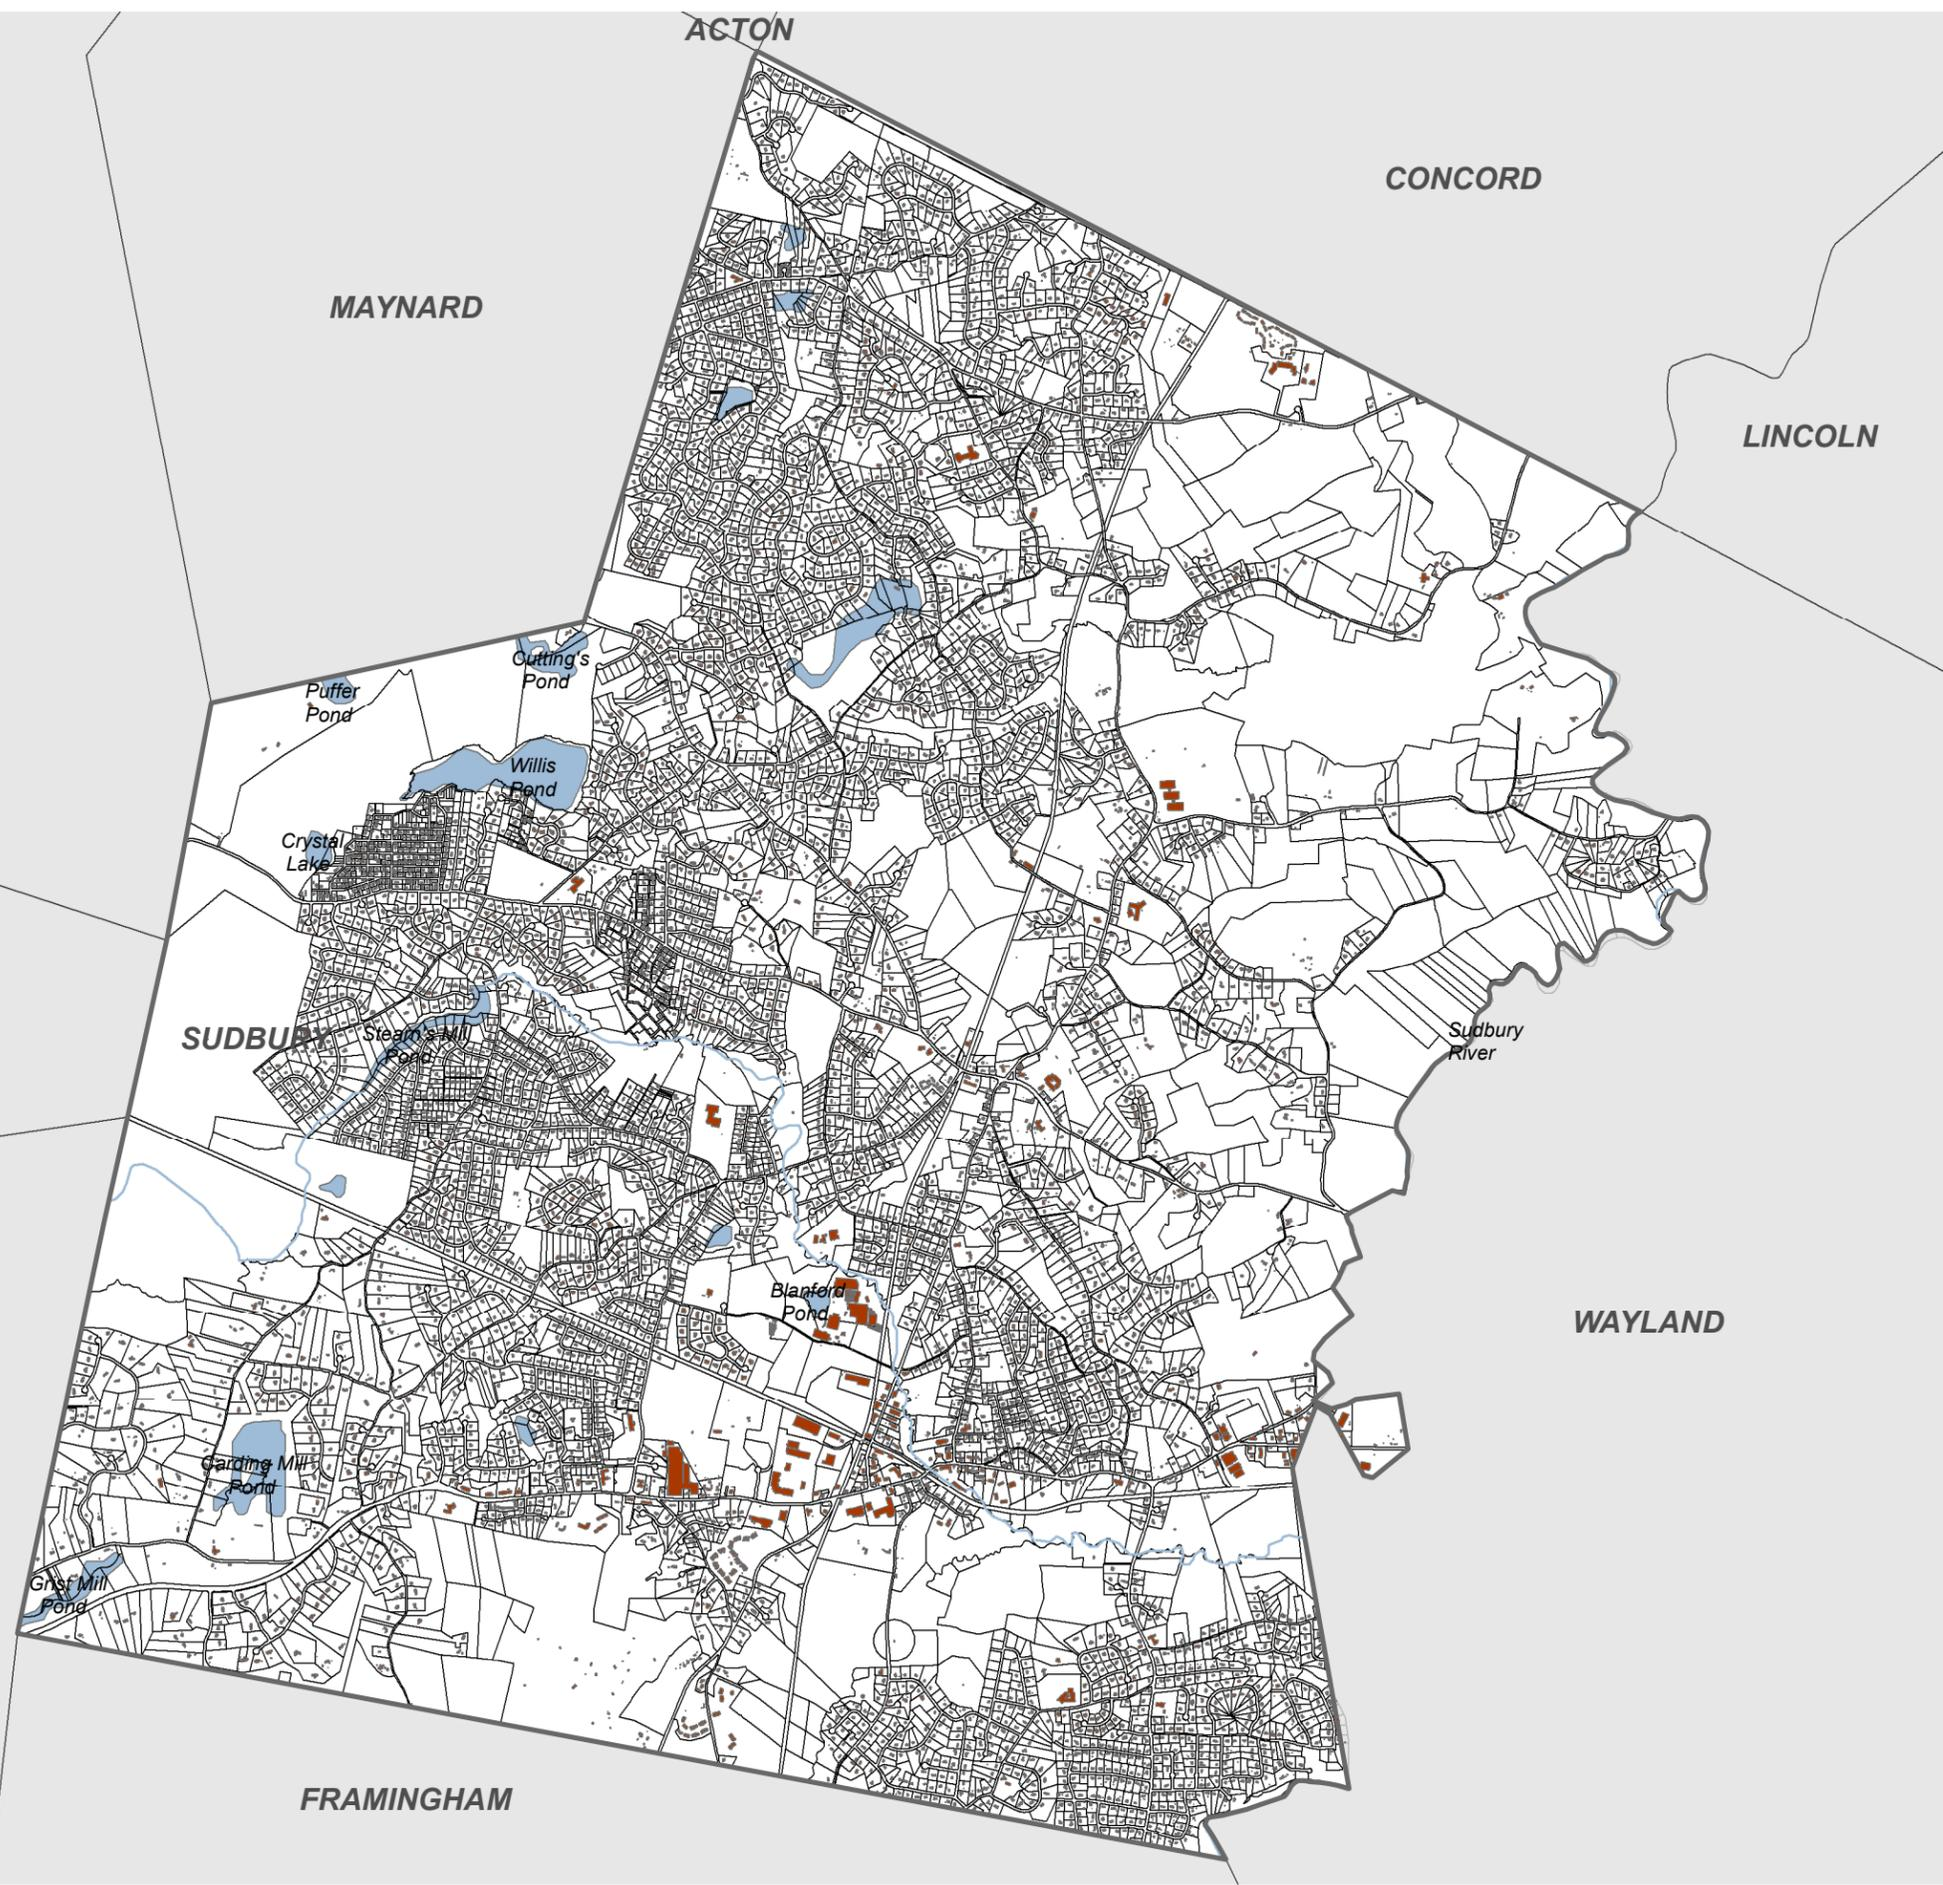 ACTON
CONCORD
MAYNARD
LINCOLN
Cutting's
Pond
Puffer
Pond
Willis
Pond
Crystal
Lake
SUDBURY
Stearn's Mill
Pond
Sudbury
River
Blanford
Pond
WAYLAND
Carding Mill
Pond
Grist Mill
Pond
FRAMINGHAM